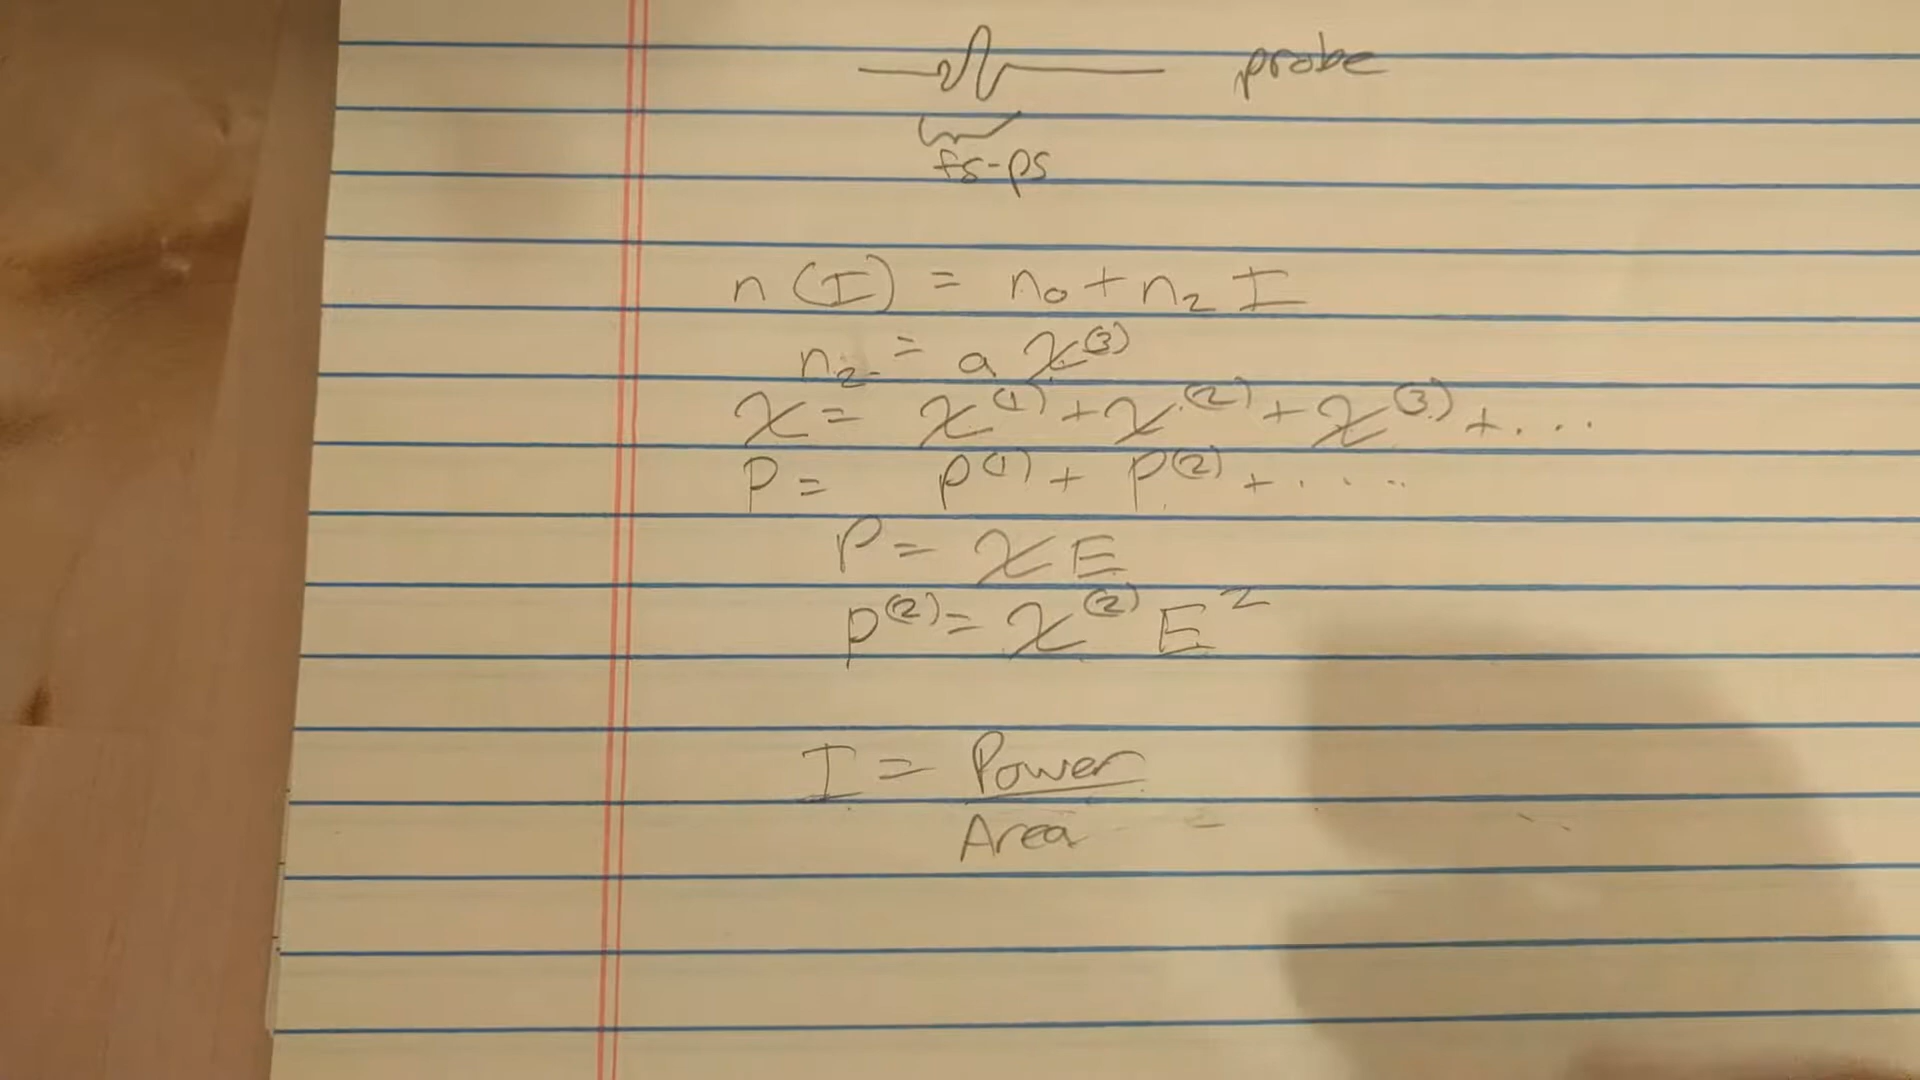 probe
fs-ps
n(I) = n₀ + n₂ I
n₂ = a χ⁽³⁾
χ = χ⁽¹⁾ + χ⁽²⁾ + χ⁽³⁾ + ...
P = P⁽¹⁾ + P⁽²⁾ + ....
P = χ E
P⁽²⁾ = χ⁽²⁾ E²
I = Power
Area